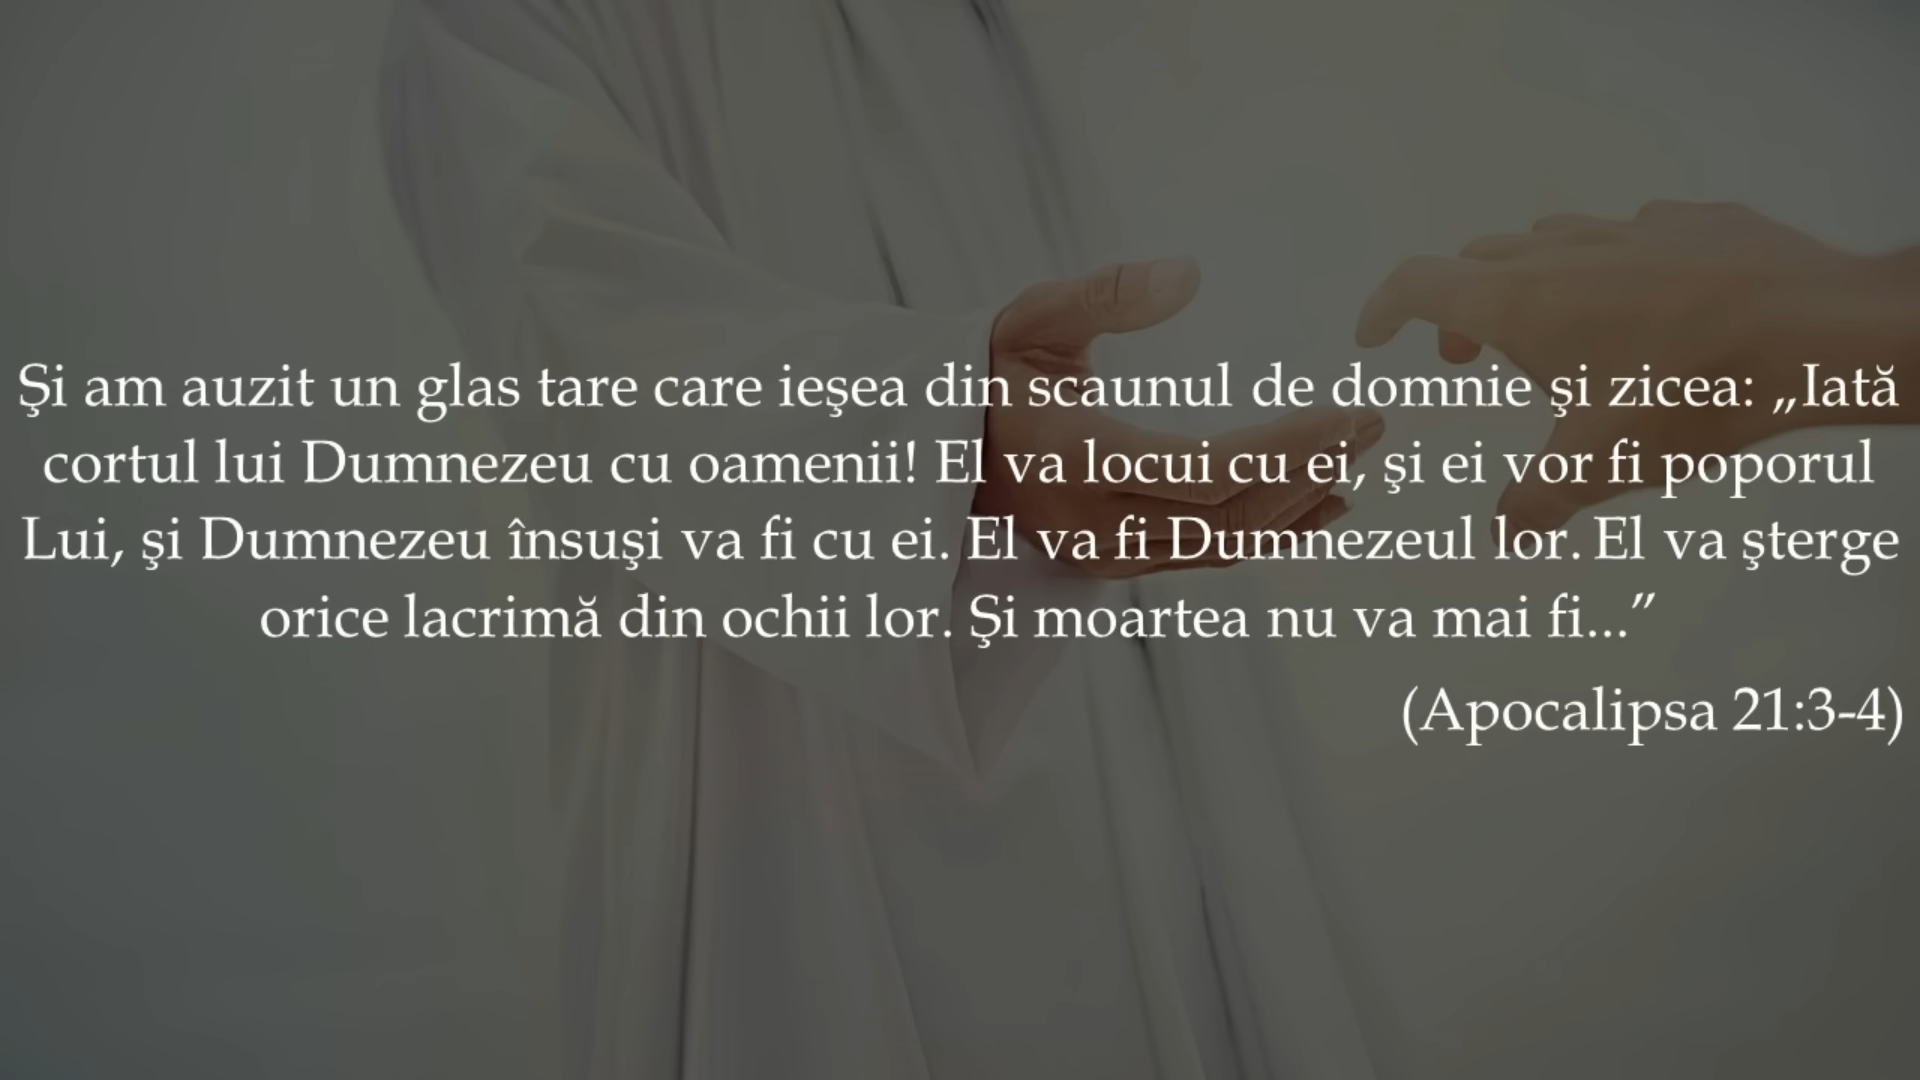 Şi am auzit un glas tare care ieşea din scaunul de domnie şi zicea: „Iată
cortul lui Dumnezeu cu oamenii! El va locui cu ei, şi ei vor fi poporul
Lui, şi Dumnezeu însuşi va fi cu ei. El va fi Dumnezeul lor. El va şterge
orice lacrimă din ochii lor. Şi moartea nu va mai fi...”
(Apocalipsa 21:3-4)